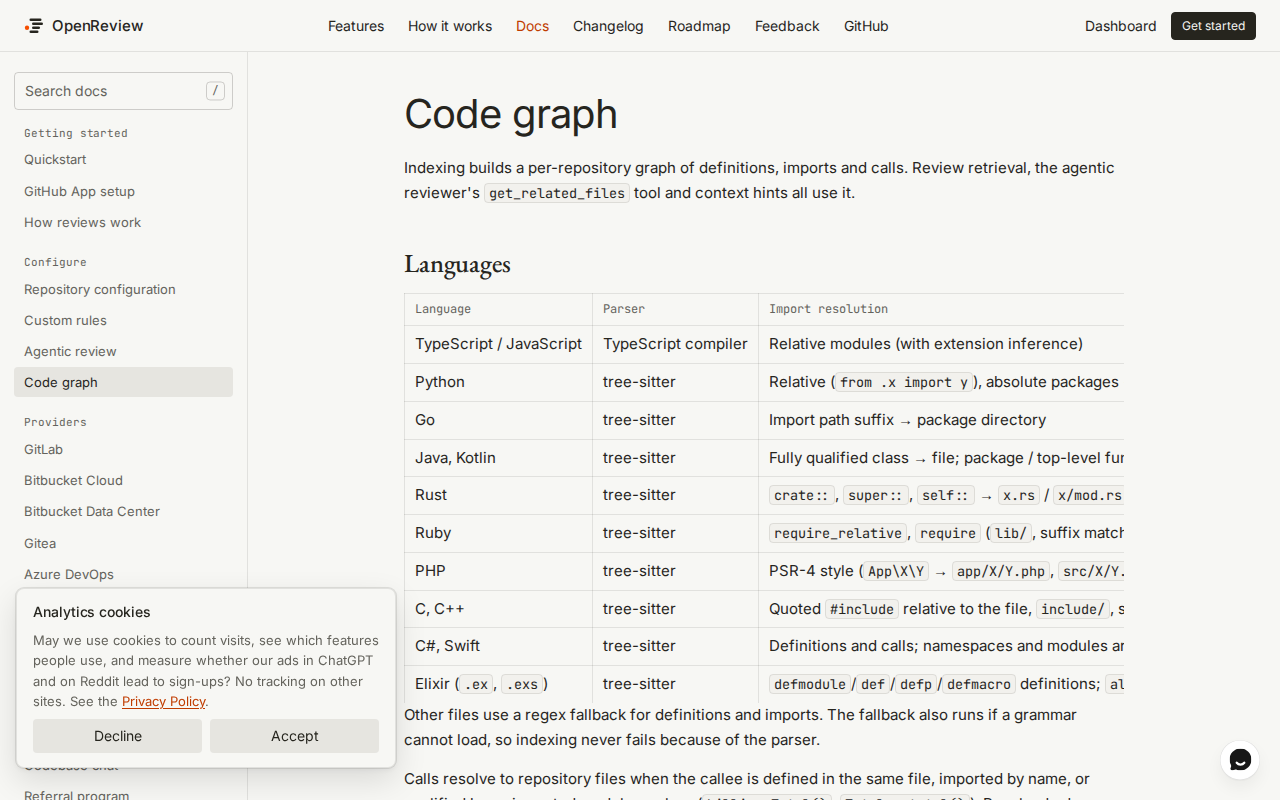 OpenReview
Features
How it works
Docs
Changelog
Roadmap
Feedback
GitHub
Dashboard
Get started
Search docs
/
Getting started
Quickstart
GitHub App setup
How reviews work
Configure
Repository configuration
Custom rules
Agentic review
Code graph
Providers
GitLab
Bitbucket Cloud
Bitbucket Data Center
Gitea
Azure DevOps
Referral program
Analytics cookies
May we use cookies to count visits, see which features
people use, and measure whether our ads in ChatGPT
and on Reddit lead to sign-ups? No tracking on other
sites. See the Privacy Policy.
Decline
Accept
Code graph
Indexing builds a per-repository graph of definitions, imports and calls. Review retrieval, the agentic
reviewer's get_related_files tool and context hints all use it.
Languages
Language Parser Import resolution
TypeScript / JavaScript TypeScript compiler Relative modules (with extension inference)
Python tree-sitter Relative (from .x import y), absolute packages
Go tree-sitter Import path suffix → package directory
Java, Kotlin tree-sitter Fully qualified class → file; package / top-level
Rust tree-sitter crate::, super::, self:: → x.rs / x/mod.rs
Ruby tree-sitter require_relative, require (lib/, suffix match
PHP tree-sitter PSR-4 style (App\X\Y → app/X/Y.php, src/X/Y.
C, C++ tree-sitter Quoted #include relative to the file, include/,
C#, Swift tree-sitter Definitions and calls; namespaces and modules
Elixir (.ex, .exs) tree-sitter defmodule/def/defp/defmacro definitions;
Other files use a regex fallback for definitions and imports. The fallback also runs if a grammar
cannot load, so indexing never fails because of the parser.
Calls resolve to repository files when the callee is defined in the same file, imported by name, or